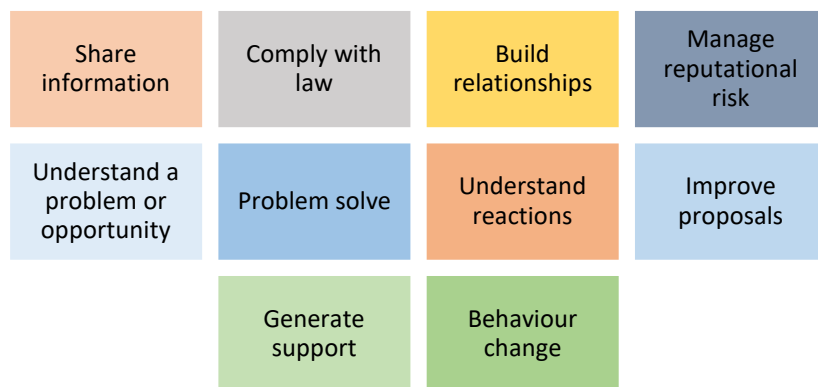 Share
information
Comply with
law
Build
relationships
Manage
reputational
risk
Understand a
problem or
opportunity
Problem solve
Understand
reactions
Improve
proposals
Generate
support
Behaviour
change